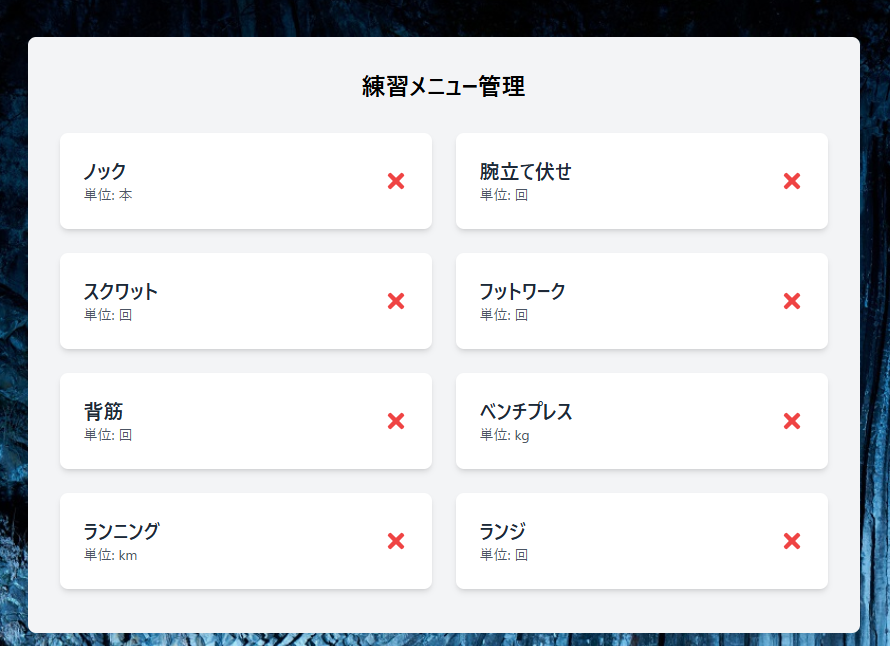 練習メニュー管理
ノック
単位: 本
腕立て伏せ
単位: 回
スクワット
単位: 回
フットワーク
単位: 回
背筋
単位: 回
ベンチプレス
単位: kg
ランニング
単位: km
ランジ
単位: 回